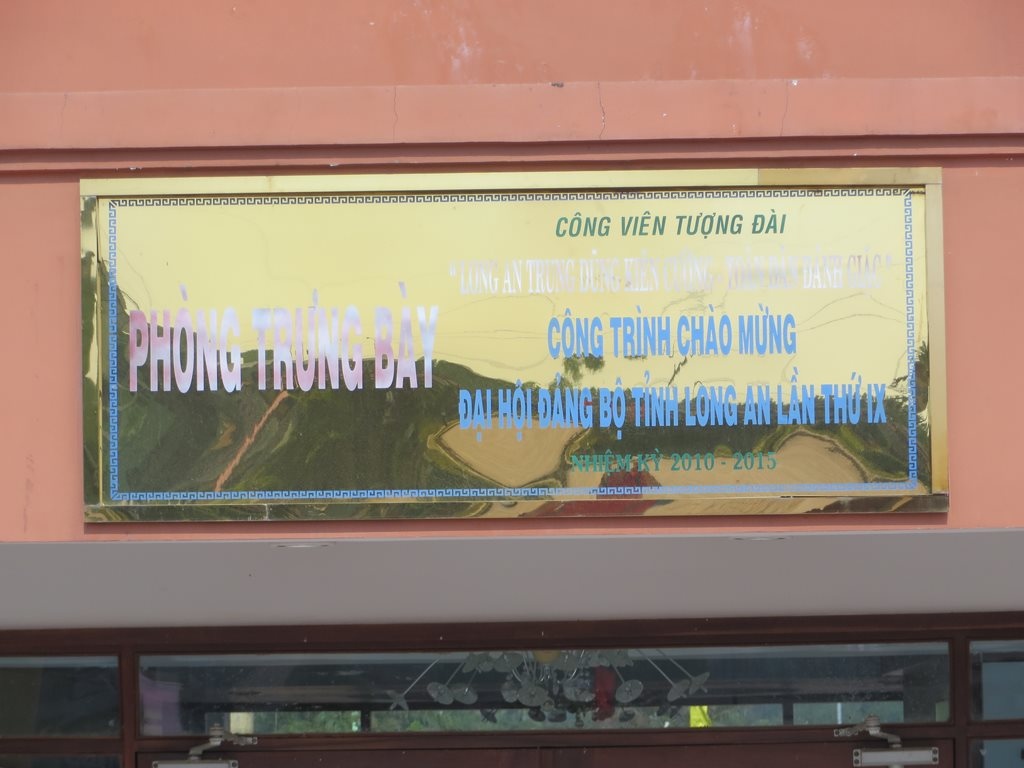 PHÒNG TRƯNG BÀY
CÔNG VIÊN TƯỢNG ĐÀI
"LONG AN TRUNG DŨNG KIÊN CƯỜNG - TOÀN DÂN ĐÁNH GIẶC"
CÔNG TRÌNH CHÀO MỪNG
ĐẠI HỘI ĐẢNG BỘ TỈNH LONG AN LẦN THỨ IX
NHIỆM KỲ 2010 - 2015